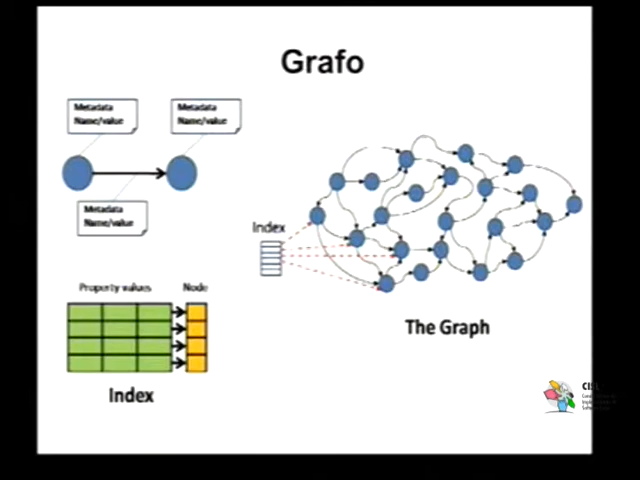 Grafo
Metadata
Name/value
Metadata
Name/value
Metadata
Name/value
Index
Property values
Node
Index
The Graph